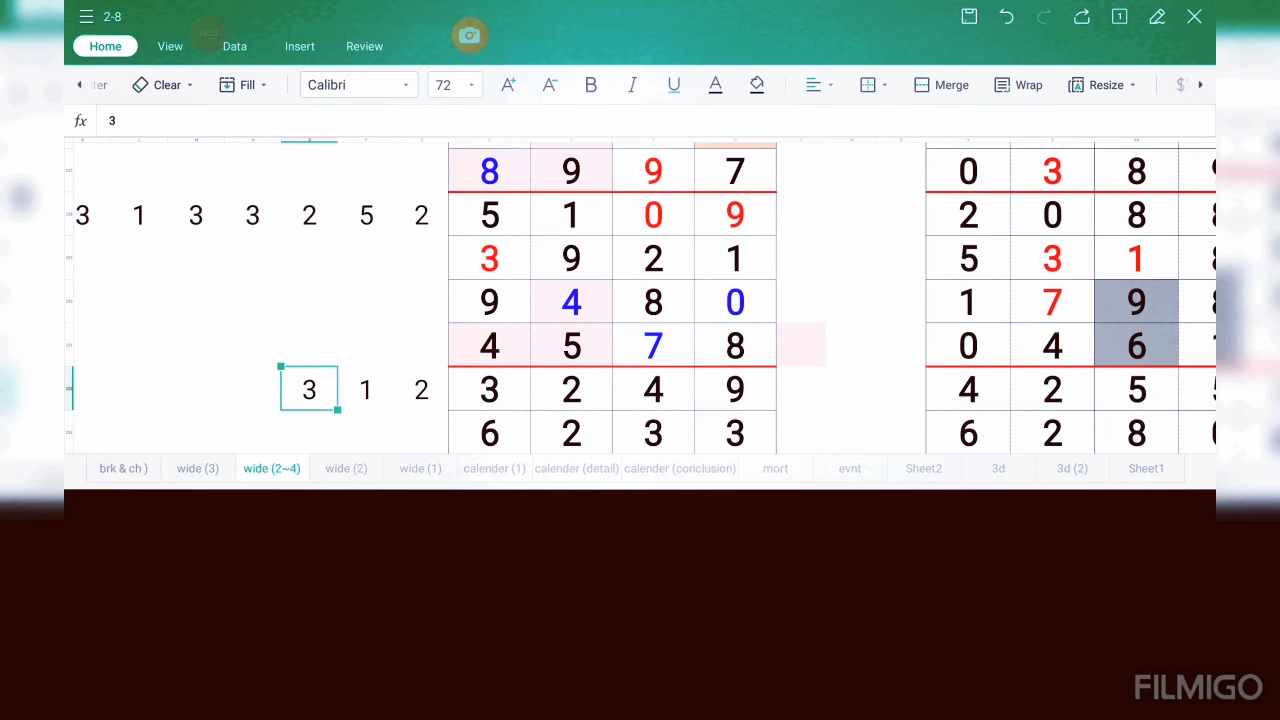 2-8
1
Home View Data Insert Review
ter Clear Fill Calibri 72 A+ A- B I U A Merge Wrap Resize $
fx 3
8 9 9 7 0 3 8
3 1 3 3 2 5 2 5 1 0 9 2 0 8
3 9 2 1 5 3 1
9 4 8 0 1 7 9
4 5 7 8 0 4 6
3 1 2 3 2 4 9 4 2 5
6 2 3 3 6 2 8
brk & ch ) wide (3) wide (2~4) wide (2) wide (1) calender (1) calender (detail) calender (conclusion) mort evnt Sheet2 3d 3d (2) Sheet1
FILMIGO